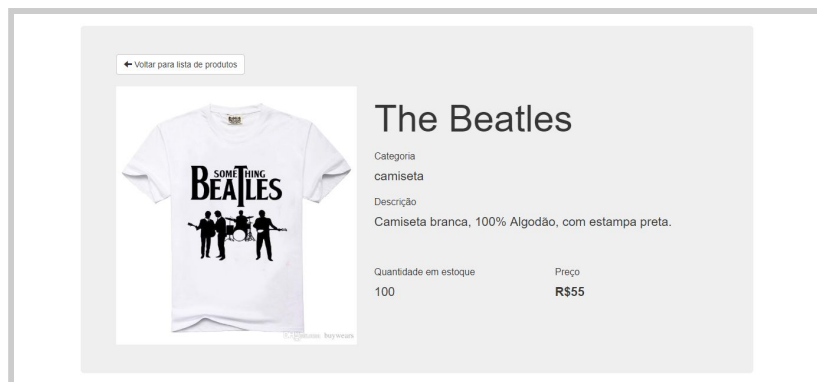 Voltar para lista de produtos
The Beatles
Categoria
camiseta
Descrição
Camiseta branca, 100% Algodão, com estampa preta.
Quantidade em estoque
Preço
100
R$55
SOMETHING
BEATLES
buywears